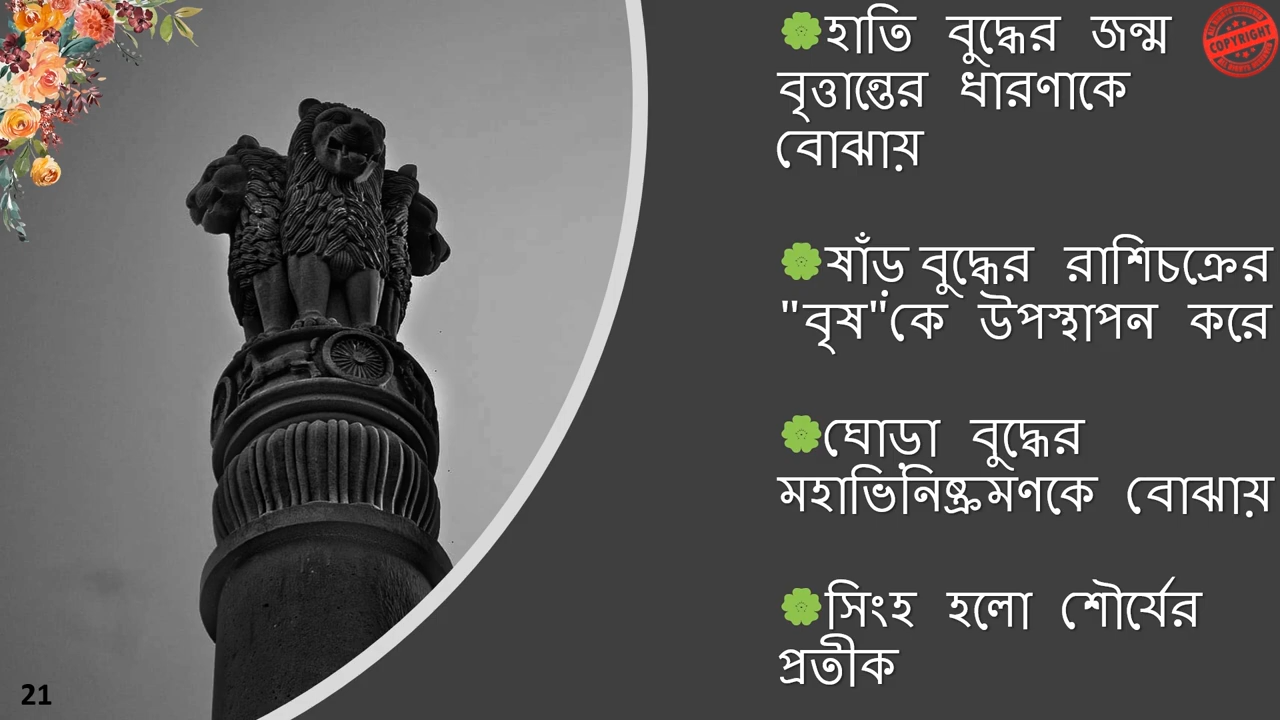 হাতি বুদ্ধের জন্ম
বৃত্তান্তের ধারণাকে
বোঝায়
ষাঁড় বুদ্ধের রাশিচক্রের
"বৃষ"কে উপস্থাপন করে
ঘোড়া বুদ্ধের
মহাভিনিষ্ক্রমণকে বোঝায়
সিংহ হলো শৌর্যের
প্রতীক
COPYRIGHT
21